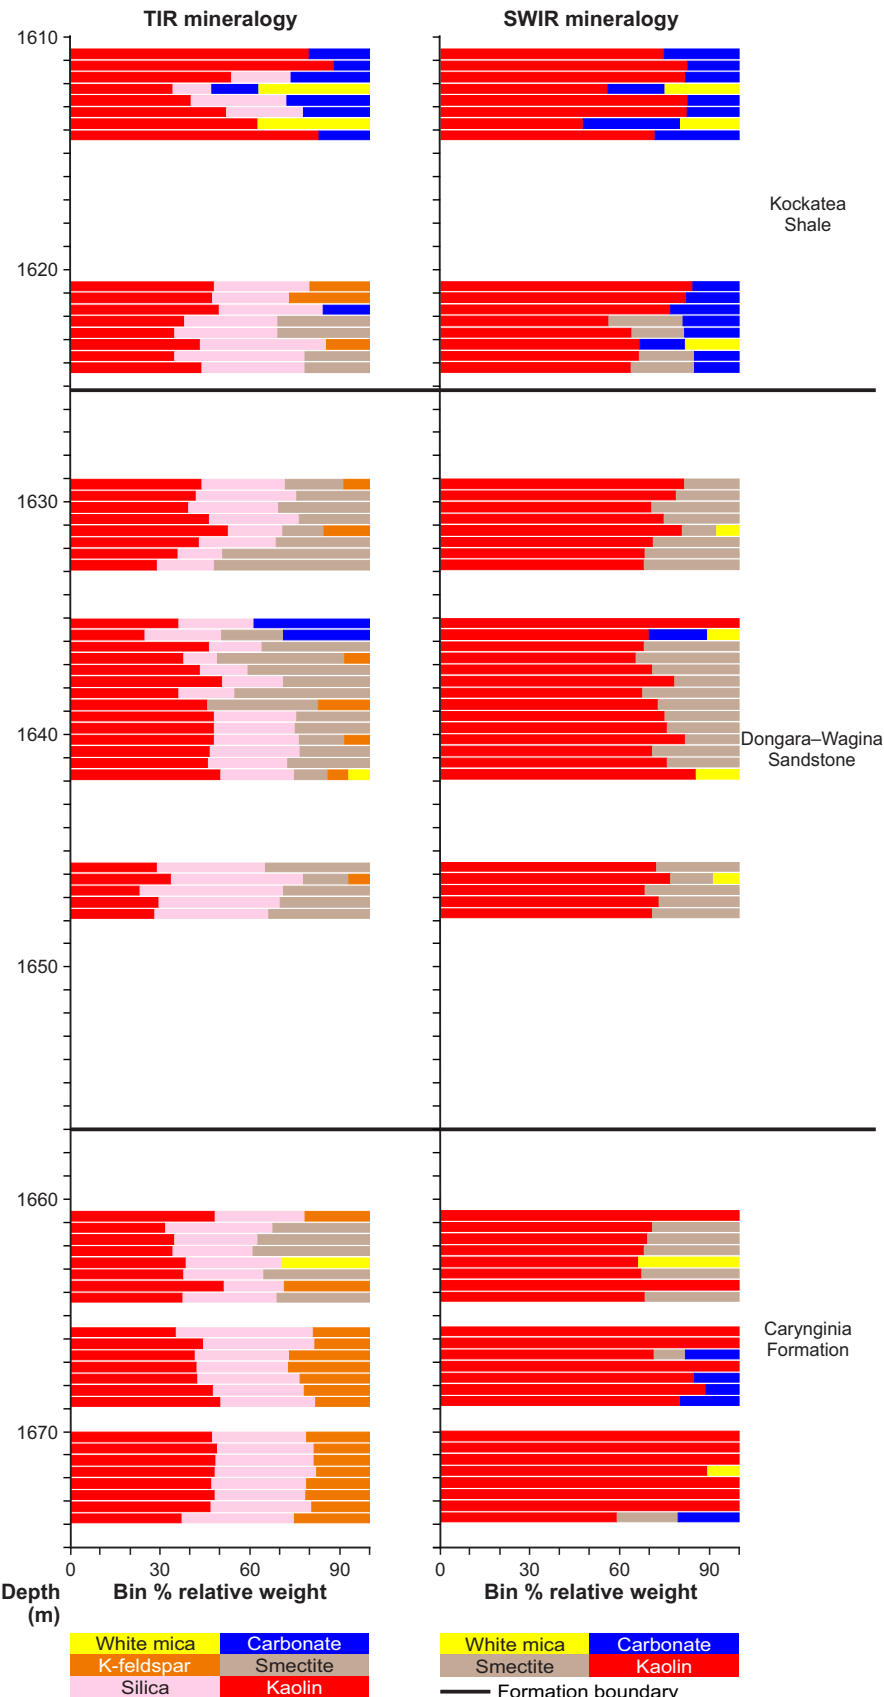 TIR mineralogy
SWIR mineralogy
1610
Kockatea
Shale
1620
1630
Dongara–Wagina
Sandstone
1640
1650
1660
Carynginia
Formation
1670
0 30 60 90
0 30 60 90
Depth
(m)
Bin % relative weight
Bin % relative weight
White mica Carbonate
K-feldspar Smectite
Silica Kaolin
White mica Carbonate
Smectite Kaolin
Formation boundary